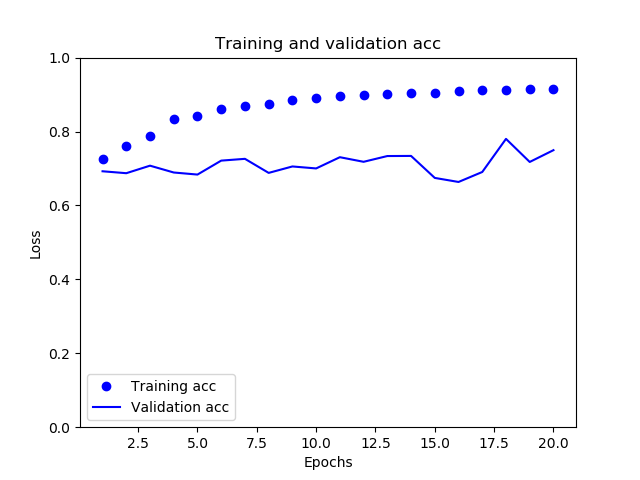 Training and validation acc
1.0
0.8
0.6
0.4
0.2
0.0
Loss
Training acc
Validation acc
2.5 5.0 7.5 10.0 12.5 15.0 17.5 20.0
Epochs